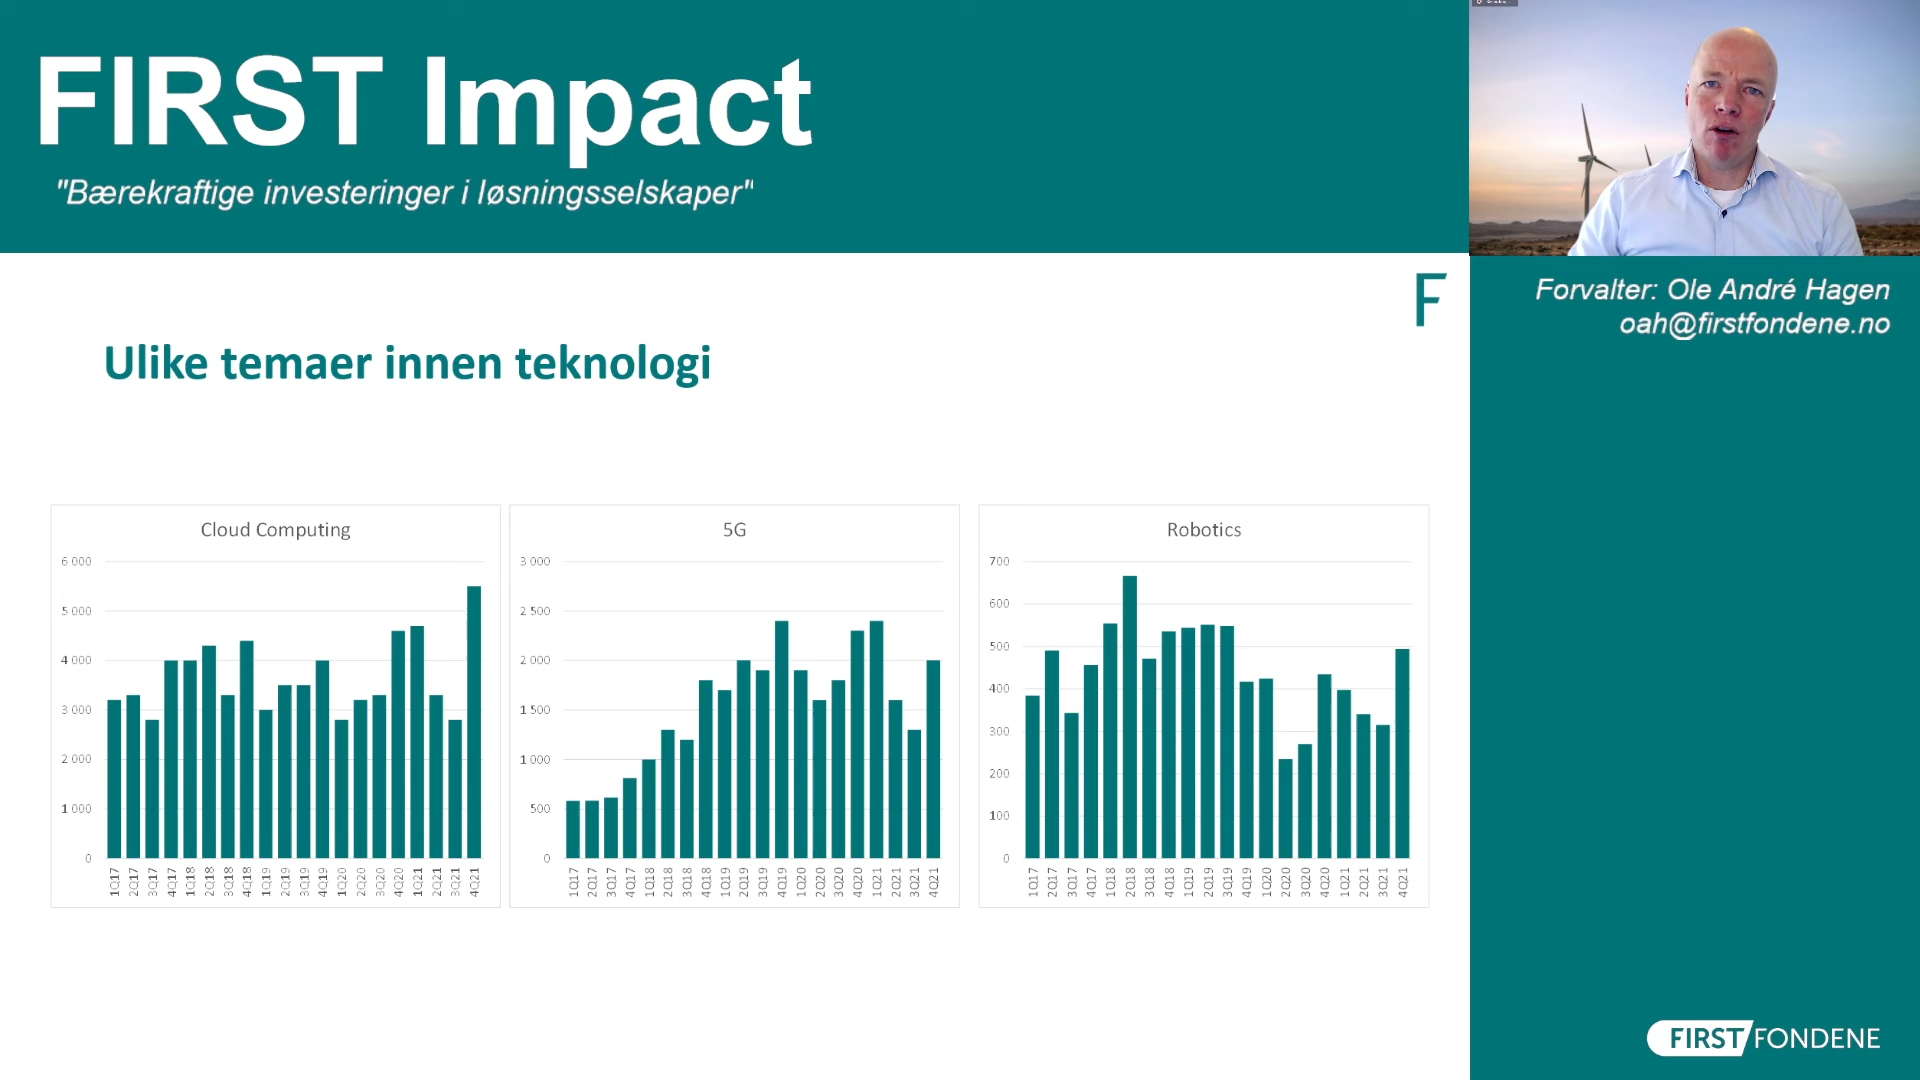 FIRST Impact
"Bærekraftige investeringer i løsningsselskaper"
Forvalter: Ole André Hagen
oah@firstfondene.no
F
Ulike temaer innen teknologi
Cloud Computing
6 000
5 000
4 000
3 000
2 000
1 000
0
1Q17 2Q17 3Q17 4Q17 1Q18 2Q18 3Q18 4Q18 1Q19 2Q19 3Q19 4Q19 1Q20 2Q20 3Q20 4Q20 1Q21 2Q21 3Q21 4Q21
5G
3 000
2 500
2 000
1 500
1 000
500
0
1Q17 2Q17 3Q17 4Q17 1Q18 2Q18 3Q18 4Q18 1Q19 2Q19 3Q19 4Q19 1Q20 2Q20 3Q20 4Q20 1Q21 2Q21 3Q21 4Q21
Robotics
700
600
500
400
300
200
100
0
1Q17 2Q17 3Q17 4Q17 1Q18 2Q18 3Q18 4Q18 1Q19 2Q19 3Q19 4Q19 1Q20 2Q20 3Q20 4Q20 1Q21 2Q21 3Q21 4Q21
FIRST FONDENE